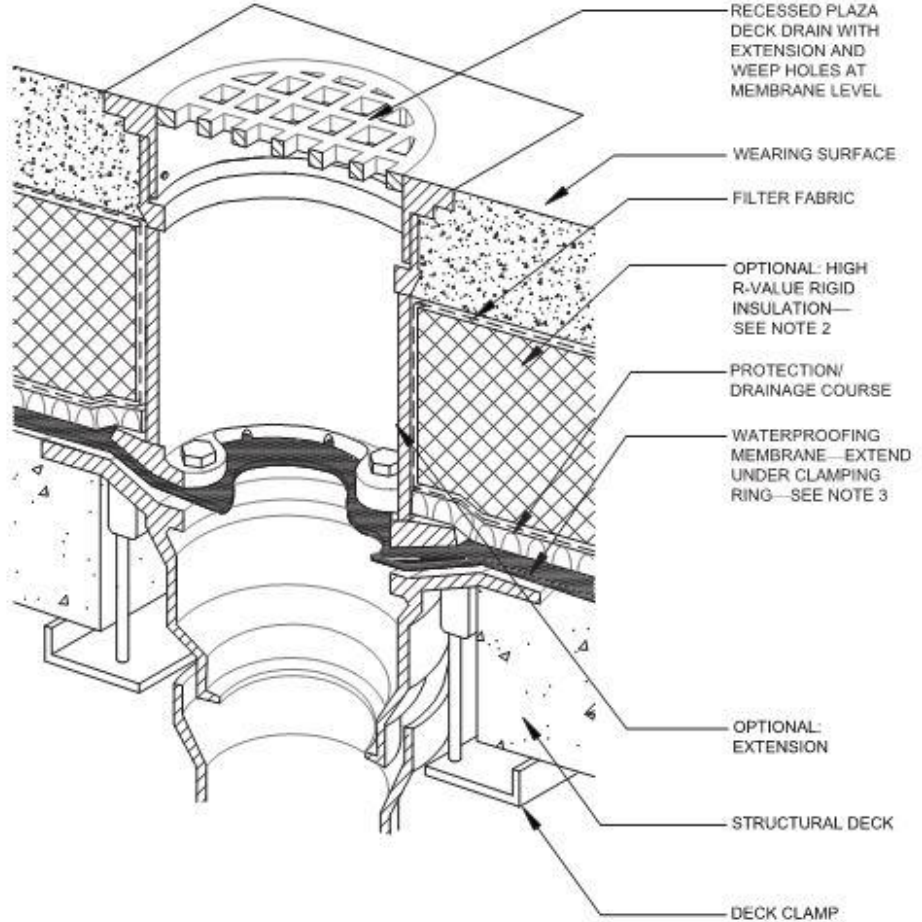 RECESSED PLAZA
DECK DRAIN WITH
EXTENSION AND
WEEP HOLES AT
MEMBRANE LEVEL
WEARING SURFACE
FILTER FABRIC
OPTIONAL: HIGH
R-VALUE RIGID
INSULATION—
SEE NOTE 2
PROTECTION/
DRAINAGE COURSE
WATERPROOFING
MEMBRANE—EXTEND
UNDER CLAMPING
RING—SEE NOTE 3
OPTIONAL:
EXTENSION
STRUCTURAL DECK
DECK CLAMP